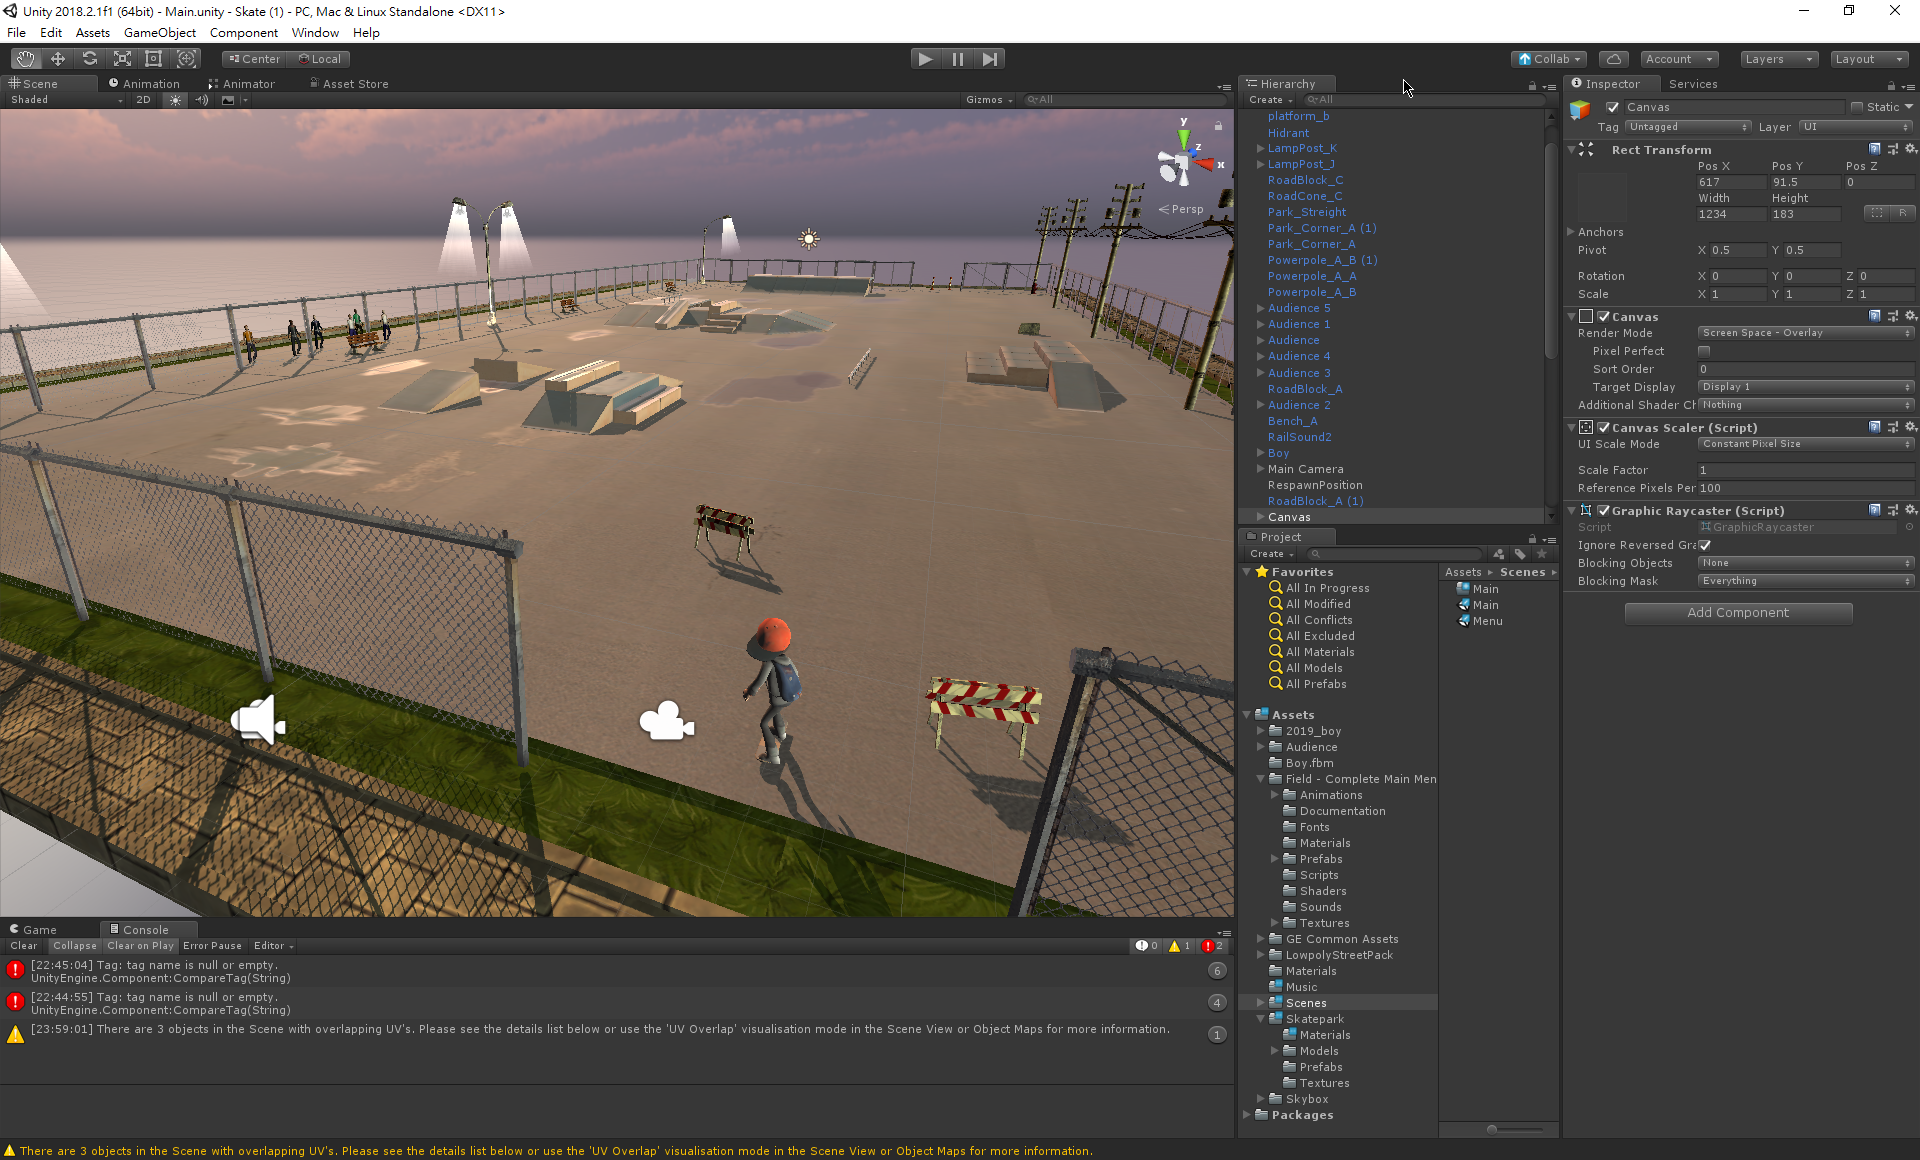 Unity 2018.2.1f1 (64bit) - Main.unity - Skate (1) - PC, Mac & Linux Standalone <DX11>
File Edit Assets GameObject Component Window Help
Center Local
Collab Account Layers Layout
Scene Animation Animator Asset Store
Shaded 2D Gizmos All
y
z
x
Persp
Hierarchy
Create All
platform_b
Hidrant
LampPost_K
LampPost_J
RoadBlock_C
RoadCone_C
Park_Streight
Park_Corner_A (1)
Park_Corner_A
Powerpole_A_B (1)
Powerpole_A_A
Powerpole_A_B
Audience 5
Audience 1
Audience
Audience 4
Audience 3
RoadBlock_A
Audience 2
Bench_A
RailSound2
Boy
Main Camera
RespawnPosition
RoadBlock_A (1)
Canvas
Project
Create
Favorites
All In Progress
All Modified
All Conflicts
All Excluded
All Materials
All Models
All Prefabs
Assets
2019_boy
Audience
Boy.fbm
Field - Complete Main Men
Animations
Documentation
Fonts
Materials
Prefabs
Scripts
Shaders
Sounds
Textures
GE Common Assets
LowpolyStreetPack
Materials
Music
Scenes
Skatepark
Materials
Models
Prefabs
Textures
Skybox
Packages
Assets Scenes
Main
Main
Menu
Inspector Services
Canvas Static
Tag Untagged Layer UI
Rect Transform
Pos X Pos Y Pos Z
617 91.5 0
Width Height
1234 183
R
Anchors
Pivot X 0.5 Y 0.5
Rotation X 0 Y 0 Z 0
Scale X 1 Y 1 Z 1
Canvas
Render Mode Screen Space - Overlay
Pixel Perfect
Sort Order 0
Target Display Display 1
Additional Shader Ch Nothing
Canvas Scaler (Script)
UI Scale Mode Constant Pixel Size
Scale Factor 1
Reference Pixels Per 100
Graphic Raycaster (Script)
Script GraphicRaycaster
Ignore Reversed Gra
Blocking Objects None
Blocking Mask Everything
Add Component
Game Console
Clear Collapse Clear on Play Error Pause Editor 0 1 2
[22:45:04] Tag: tag name is null or empty.
UnityEngine.Component:CompareTag(String)
6
[22:44:55] Tag: tag name is null or empty.
UnityEngine.Component:CompareTag(String)
4
[23:59:01] There are 3 objects in the Scene with overlapping UV's. Please see the details list below or use the 'UV Overlap' visualisation mode in the Scene View or Object Maps for more information.
1
There are 3 objects in the Scene with overlapping UV's. Please see the details list below or use the 'UV Overlap' visualisation mode in the Scene View or Object Maps for more information.